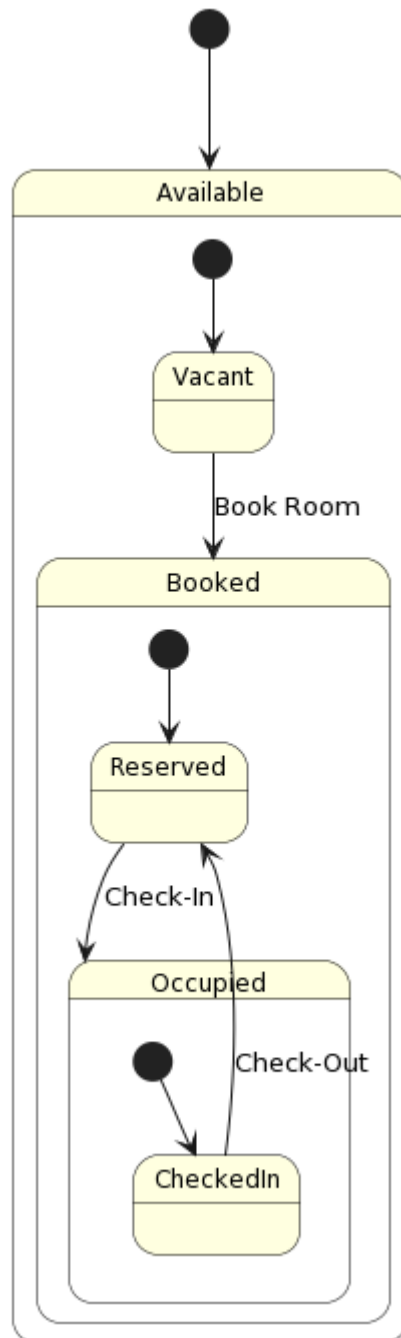 Available
Vacant
Book Room
Booked
Reserved
Check-In
Occupied
Check-Out
CheckedIn